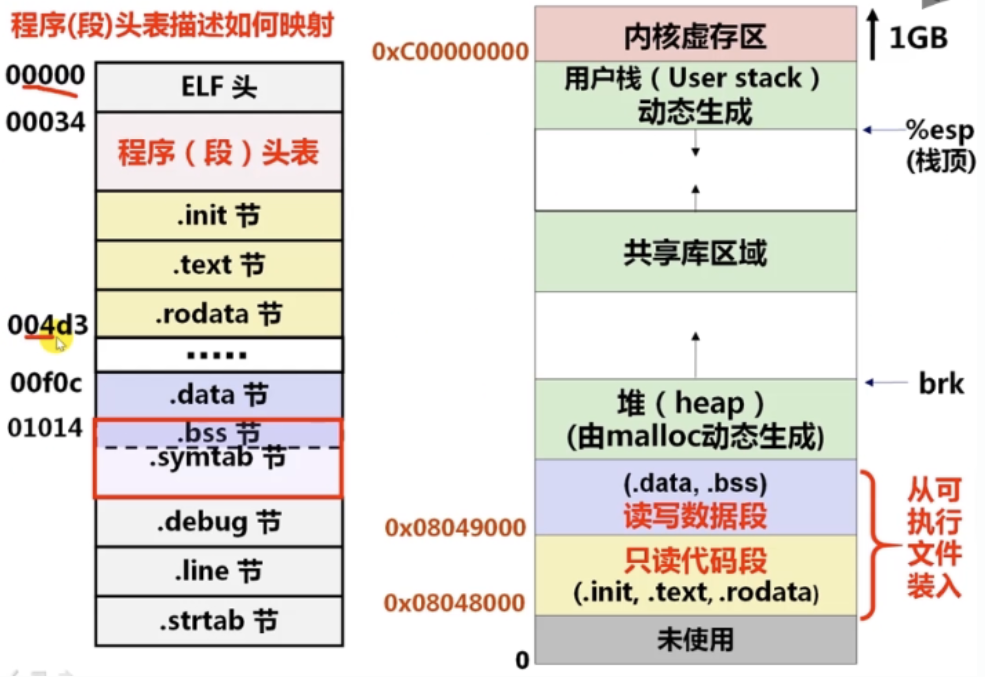 程序(段)头表描述如何映射
00000
ELF 头
00034
程序（段）头表
.init 节
.text 节
.rodata 节
004d3
·····
00f0c
.data 节
01014
.bss 节
.symtab 节
.debug 节
.line 节
.strtab 节
0xC00000000
内核虚存区
1GB
用户栈（User stack）
动态生成
%esp
(栈顶)
共享库区域
brk
堆（heap）
(由malloc动态生成)
(.data, .bss)
读写数据段
0x08049000
只读代码段
(.init, .text, .rodata)
0x08048000
未使用
0
从可
执行
文件
装入